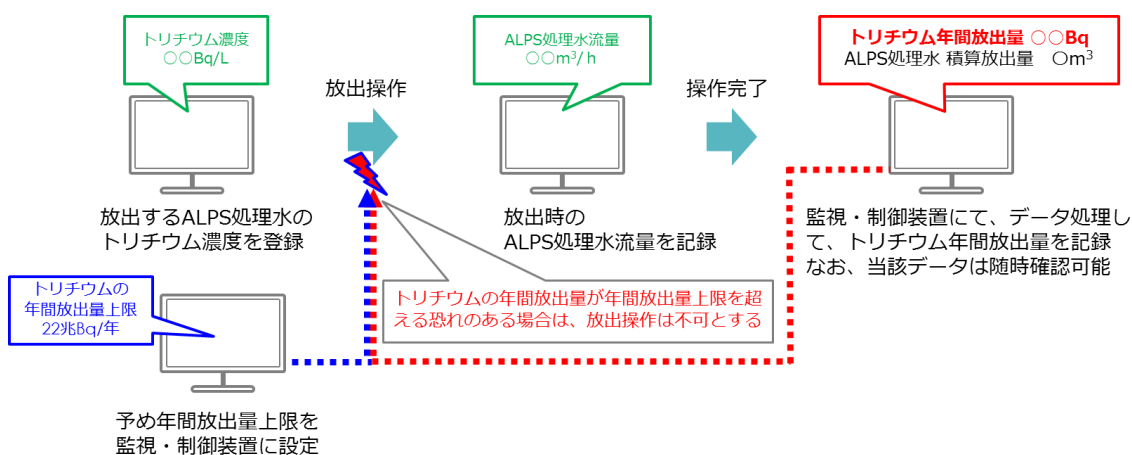 トリチウム濃度
○○Bq/L
放出操作
ALPS処理水流量
○○m³/ h
操作完了
トリチウム年間放出量 ○○Bq
ALPS処理水 積算放出量　○m³
放出するALPS処理水の
トリチウム濃度を登録
放出時の
ALPS処理水流量を記録
監視・制御装置にて、データ処理し
て、トリチウム年間放出量を記録
なお、当該データは随時確認可能
トリチウムの
年間放出量上限
22兆Bq/年
トリチウムの年間放出量が年間放出量上限を超
える恐れのある場合は、放出操作は不可とする
予め年間放出量上限を
監視・制御装置に設定